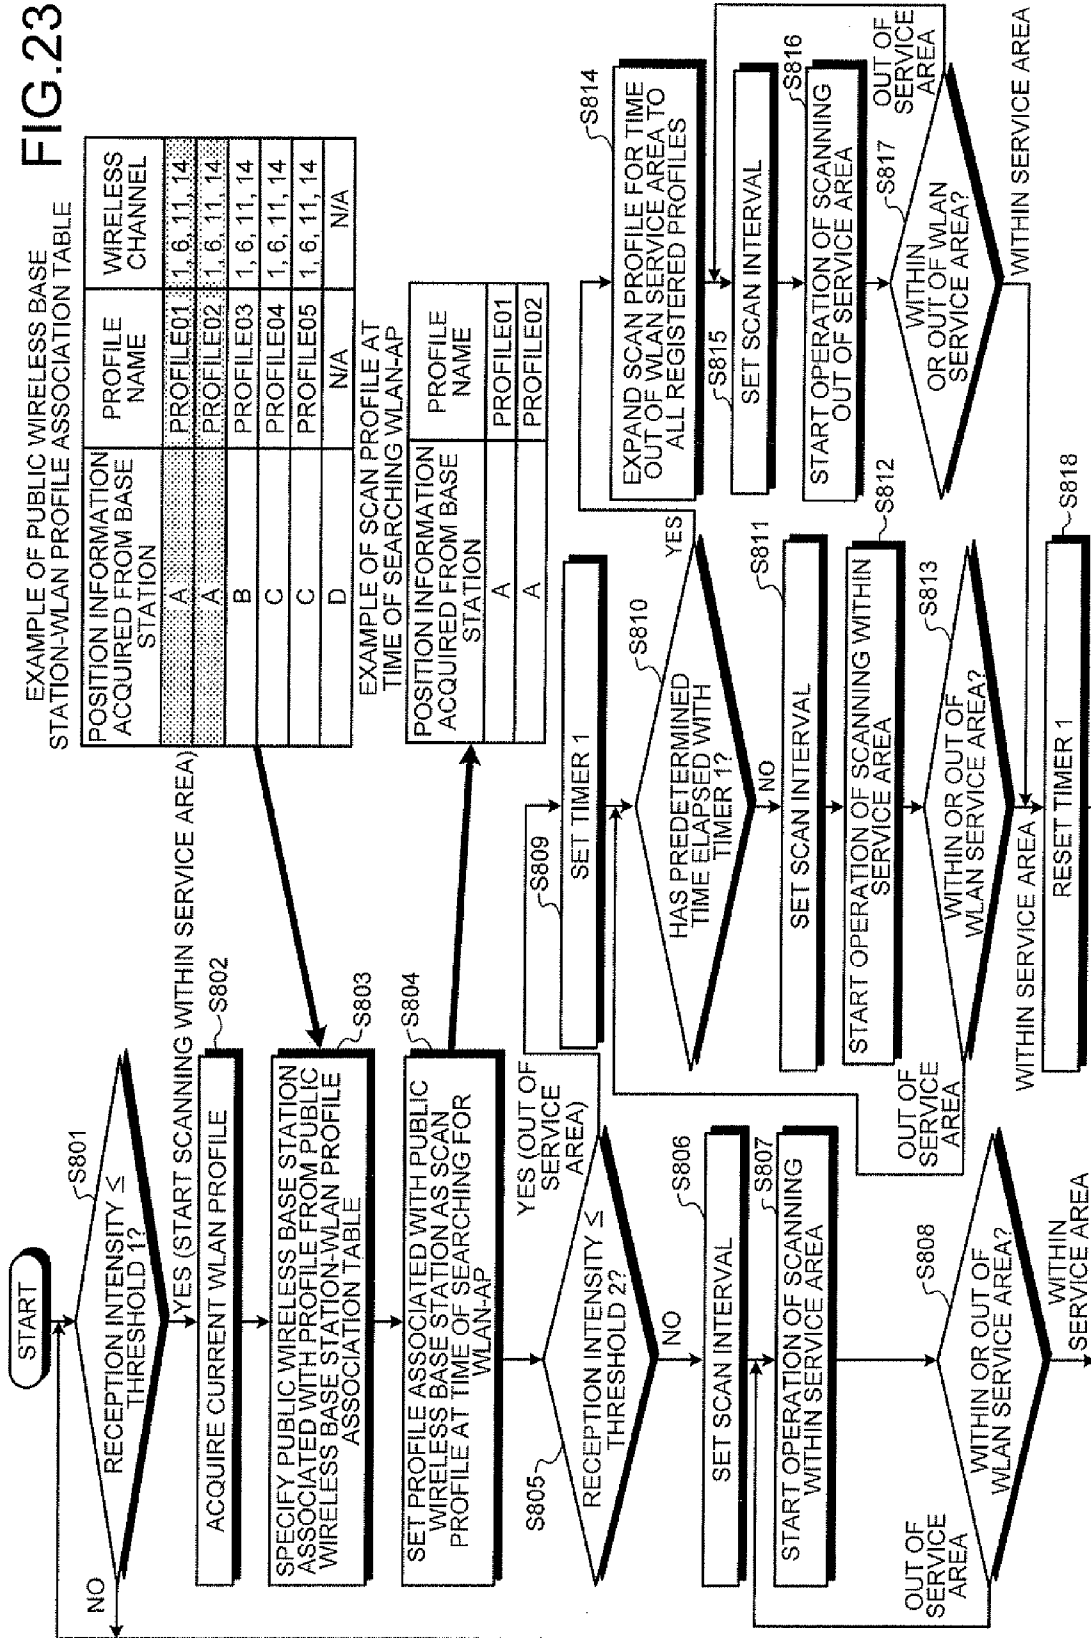 FIG.23
EXAMPLE OF PUBLIC WIRELESS BASE
STATION-WLAN PROFILE ASSOCIATION TABLE
POSITION INFORMATION
ACQUIRED FROM BASE
STATION
PROFILE
NAME
WIRELESS
CHANNEL
A PROFILE01 1, 6, 11, 14
A PROFILE02 1, 6, 11, 14
B PROFILE03 1, 6, 11, 14
C PROFILE04 1, 6, 11, 14
C PROFILE05 1, 6, 11, 14
D N/A N/A
EXAMPLE OF SCAN PROFILE AT
TIME OF SEARCHING WLAN-AP
POSITION INFORMATION
ACQUIRED FROM BASE
STATION
PROFILE
NAME
A PROFILE01
A PROFILE02
START
S801
RECEPTION INTENSITY ≤
THRESHOLD 1?
NO
YES (START SCANNING WITHIN SERVICE AREA)
S802
ACQUIRE CURRENT WLAN PROFILE
S803
SPECIFY PUBLIC WIRELESS BASE STATION
ASSOCIATED WITH PROFILE FROM PUBLIC
WIRELESS BASE STATION-WLAN PROFILE
ASSOCIATION TABLE
S804
SET PROFILE ASSOCIATED WITH PUBLIC
WIRELESS BASE STATION AS SCAN
PROFILE AT TIME OF SEARCHING FOR
WLAN-AP
S805
RECEPTION INTENSITY ≤
THRESHOLD 2?
YES (OUT OF
SERVICE
AREA)
NO
S806
SET SCAN INTERVAL
S807
START OPERATION OF SCANNING
WITHIN SERVICE AREA
S808
WITHIN OR OUT OF
WLAN SERVICE AREA?
OUT OF
SERVICE
AREA
WITHIN
SERVICE AREA
S809
SET TIMER 1
S810
HAS PREDETERMINED
TIME ELAPSED WITH
TIMER 1?
YES
NO
S811
SET SCAN INTERVAL
S812
START OPERATION OF SCANNING WITHIN
SERVICE AREA
S813
WITHIN OR OUT OF
WLAN SERVICE AREA?
OUT OF
SERVICE
AREA
WITHIN SERVICE AREA
S814
EXPAND SCAN PROFILE FOR TIME
OUT OF WLAN SERVICE AREA TO
ALL REGISTERED PROFILES
S815
SET SCAN INTERVAL
S816
START OPERATION OF SCANNING
OUT OF SERVICE AREA
S817
WITHIN
OR OUT OF WLAN
SERVICE AREA?
OUT OF
SERVICE
AREA
WITHIN SERVICE AREA
S818
RESET TIMER 1